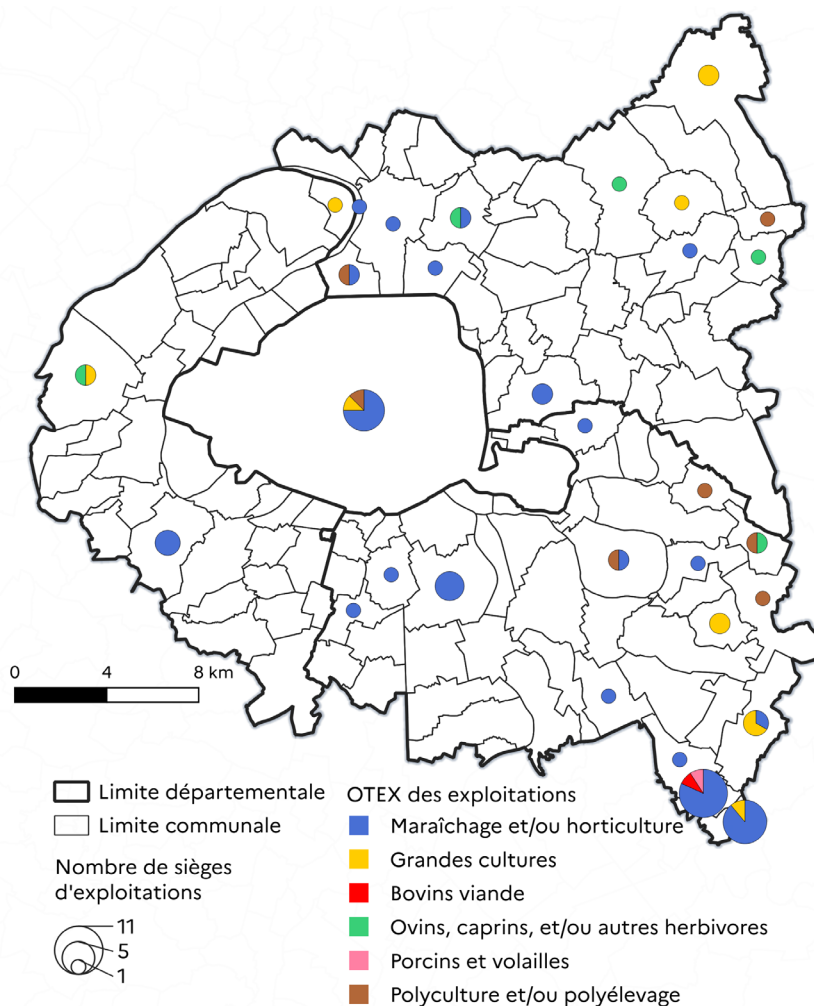 0 4 8 km
Limite départementale
Limite communale
Nombre de sièges
d'exploitations
11
5
1
OTEX des exploitations
Maraîchage et/ou horticulture
Grandes cultures
Bovins viande
Ovins, caprins, et/ou autres herbivores
Porcins et volailles
Polyculture et/ou polyélevage